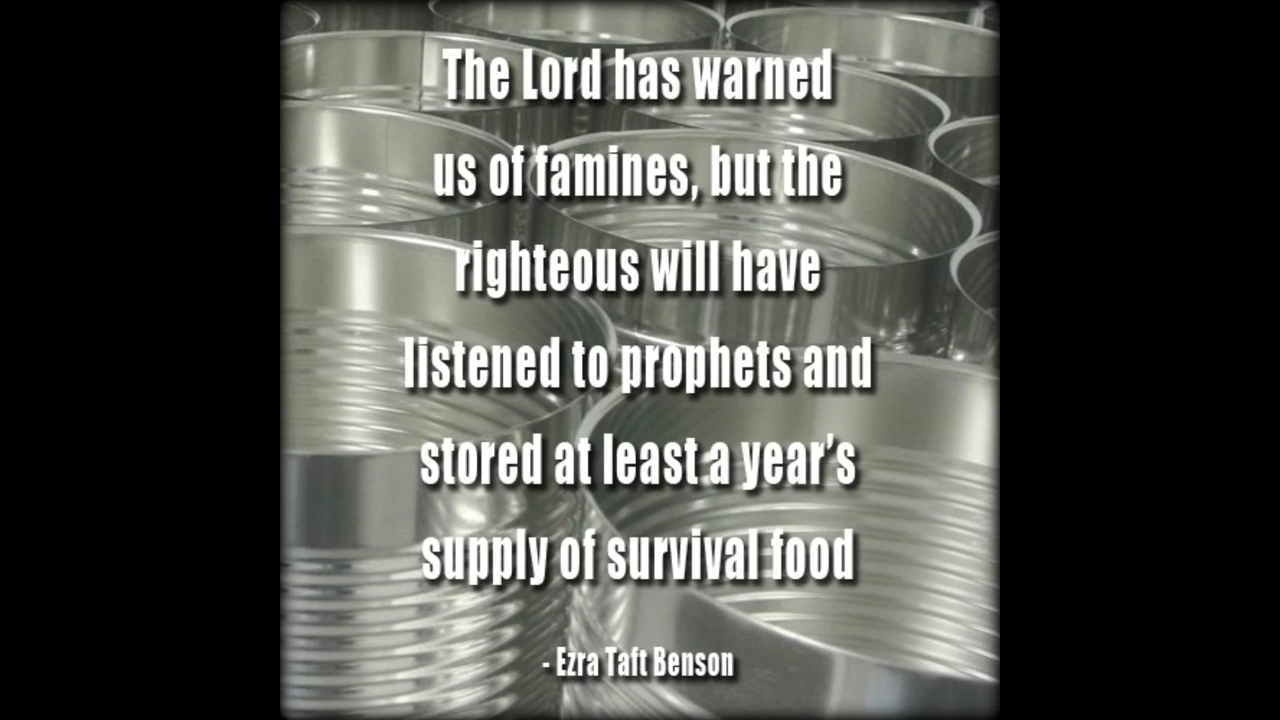 The Lord has warned
us of famines, but the
righteous will have
listened to prophets and
stored at least a year’s
supply of survival food
- Ezra Taft Benson